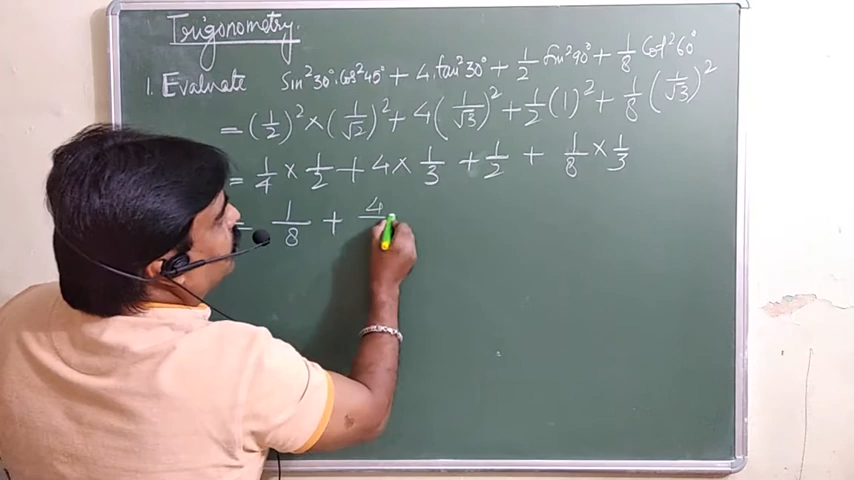 Trigonometry.
1. Evaluate sin²30°.cos²45° + 4.tan²30° + 1/2 Sin²90° + 1/8 Cot²60°
= (1/2)² × (1/√2)² + 4(1/√3)² + 1/2(1)² + 1/8(1/√3)²
= 1/4 × 1/2 + 4 × 1/3 + 1/2 + 1/8 × 1/3
= 1/8 + 4/